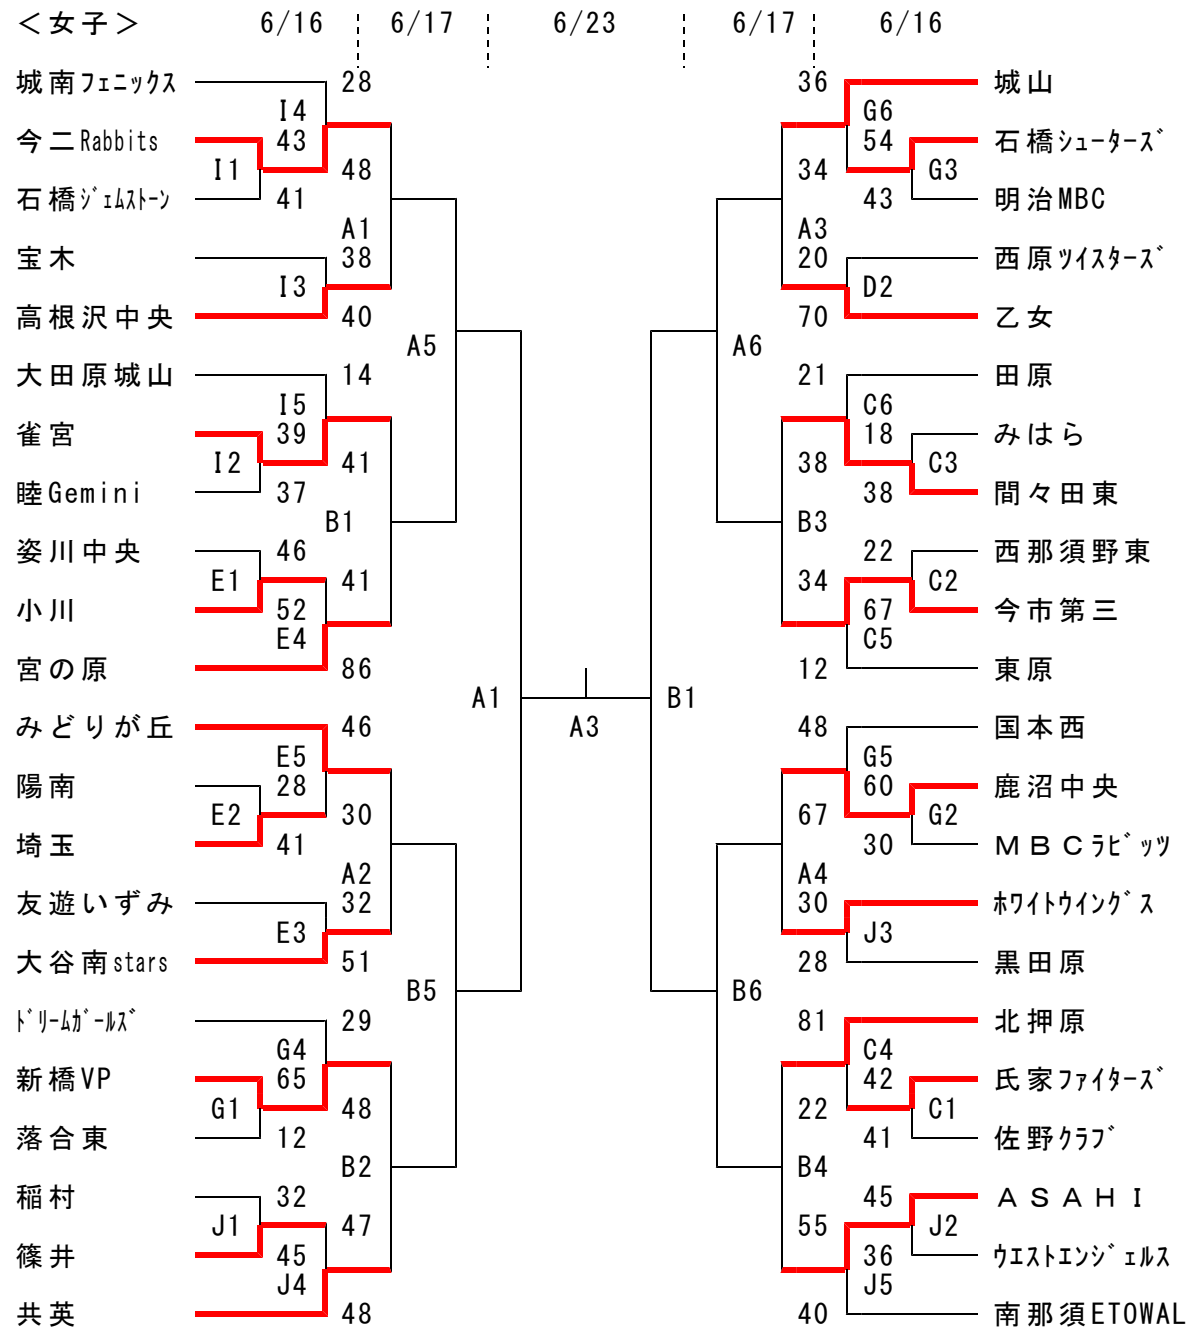 ＜女子＞ 6/16 6/17 6/23 6/17 6/16
城南フェニックス 28 36 城山
I4 G6
今二Rabbits 43 54 石橋シューターズ
I1 48 34 G3
石橋ジェムストーン 41 43 明治MBC
A1 A3
宝木 38 20 西原ツイスターズ
I3 D2
高根沢中央 40 70 乙女
A5 A6
大田原城山 14 21 田原
I5 C6
雀宮 39 18 みはら
I2 41 38 C3
睦Gemini 37 38 間々田東
B1 B3
姿川中央 46 22 西那須野東
E1 41 34 C2
小川 52 67 今市第三
E4 C5
宮の原 86 12 東原
A1 B1
みどりが丘 46 A3 48 国本西
E5 G5
陽南 28 60 鹿沼中央
E2 30 67 G2
埼玉 41 30 ＭＢＣラビッツ
A2 A4
友遊いずみ 32 30 ホワイトウイングス
E3 J3
大谷南stars 51 28 黒田原
B5 B6
ドリームガールズ 29 81 北押原
G4 C4
新橋VP 65 42 氏家ファイターズ
G1 48 22 C1
落合東 12 41 佐野クラブ
B2 B4
稲村 32 45 ＡＳＡＨＩ
J1 47 55 J2
篠井 45 36 ウエストエンジェルス
J4 J5
共英 48 40 南那須ETOWAL